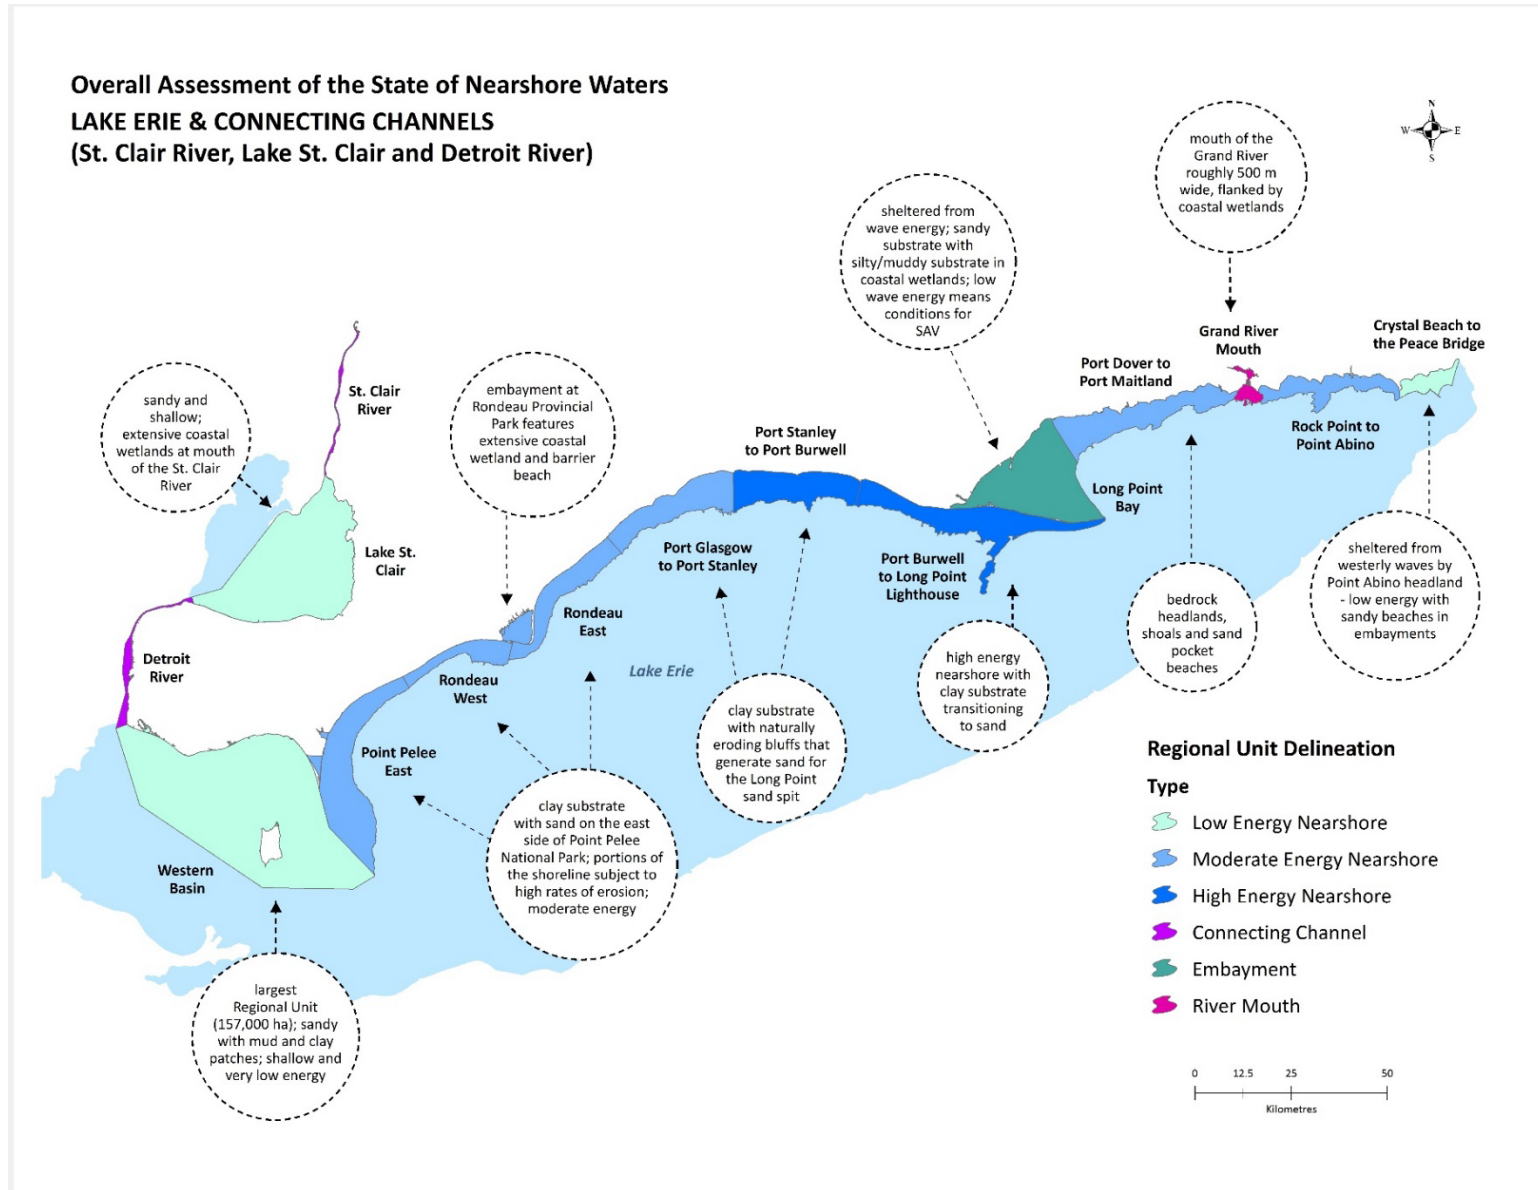 Overall Assessment of the State of Nearshore Waters
LAKE ERIE & CONNECTING CHANNELS
(St. Clair River, Lake St. Clair and Detroit River)
N
W
E
S
mouth of the
Grand River
roughly 500 m
wide, flanked by
coastal wetlands
sheltered from
wave energy; sandy
substrate with
silty/muddy substrate in
coastal wetlands; low
wave energy means
conditions for
SAV
Grand River
Mouth
Crystal Beach to
the Peace Bridge
Port Dover to
Port Maitland
Rock Point to
Point Abino
St. Clair
River
sandy and
shallow;
extensive coastal
wetlands at mouth
of the St. Clair
River
embayment at
Rondeau Provincial
Park features
extensive coastal
wetland and barrier
beach
Port Stanley
to Port Burwell
Long Point
Bay
Lake St.
Clair
Port Glasgow
to Port Stanley
Port Burwell
to Long Point
Lighthouse
sheltered from
westerly waves by
Point Abino headland
- low energy with
sandy beaches in
embayments
bedrock
headlands,
shoals and sand
pocket
beaches
Rondeau
East
Detroit
River
Rondeau
West
Lake Erie
high energy
nearshore with
clay substrate
transitioning
to sand
clay substrate
with naturally
eroding bluffs that
generate sand for
the Long Point
sand spit
Point Pelee
East
clay substrate
with sand on the east
side of Point Pelee
National Park; portions of
the shoreline subject to
high rates of erosion;
moderate energy
Western
Basin
largest
Regional Unit
(157,000 ha); sandy
with mud and clay
patches; shallow and
very low energy
Regional Unit Delineation
Type
Low Energy Nearshore
Moderate Energy Nearshore
High Energy Nearshore
Connecting Channel
Embayment
River Mouth
0 12.5 25 50
Kilometres